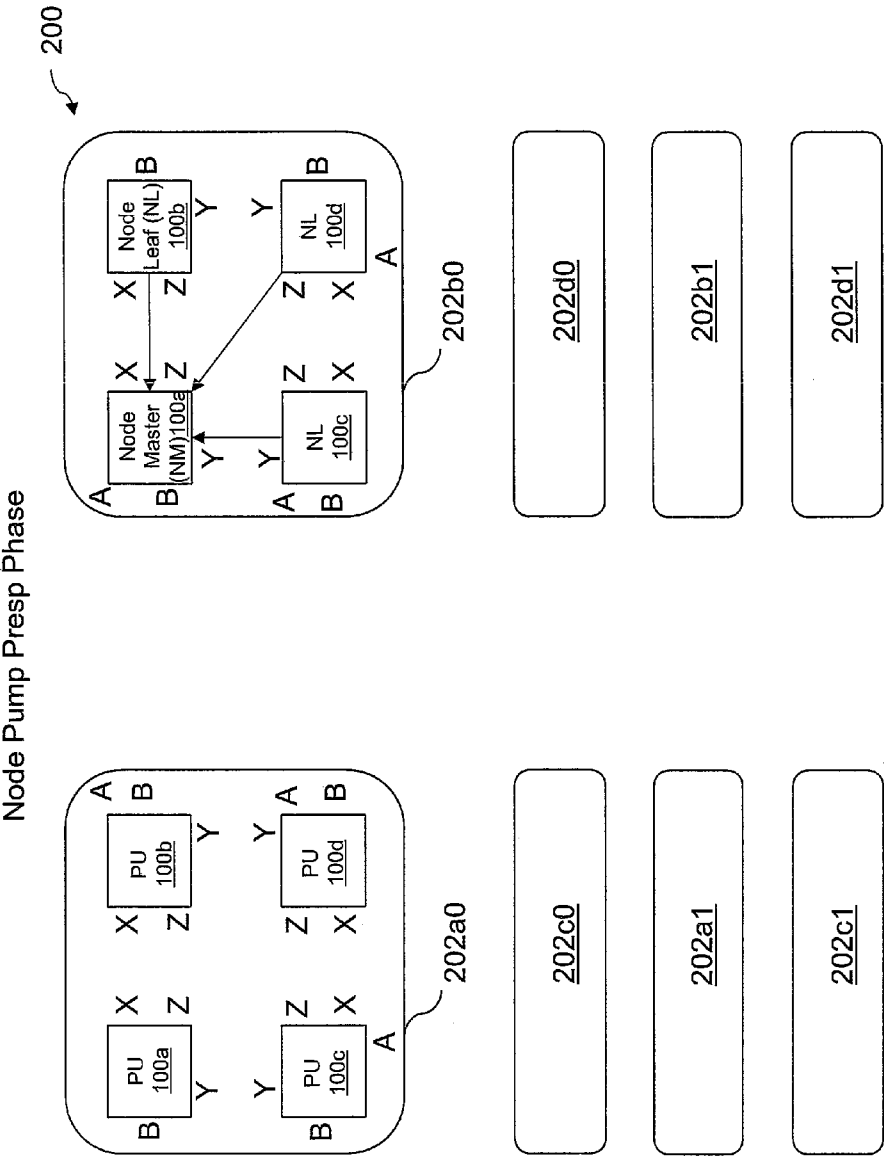 Node Pump Presp Phase
200
A
PU
100a
X
X
PU
100b
B
Z
Z
B
Y
Y
Y
Y
A
PU
100c
Z
Z
PU
100d
B
X
X
B
A
202a0
A
Node
Master
(NM)100a
X
X
Node
Leaf (NL)
100b
B
Z
Z
B
Y
Y
Y
Y
A
NL
100c
Z
Z
NL
100d
B
X
X
B
A
202b0
202c0
202d0
202a1
202b1
202c1
202d1